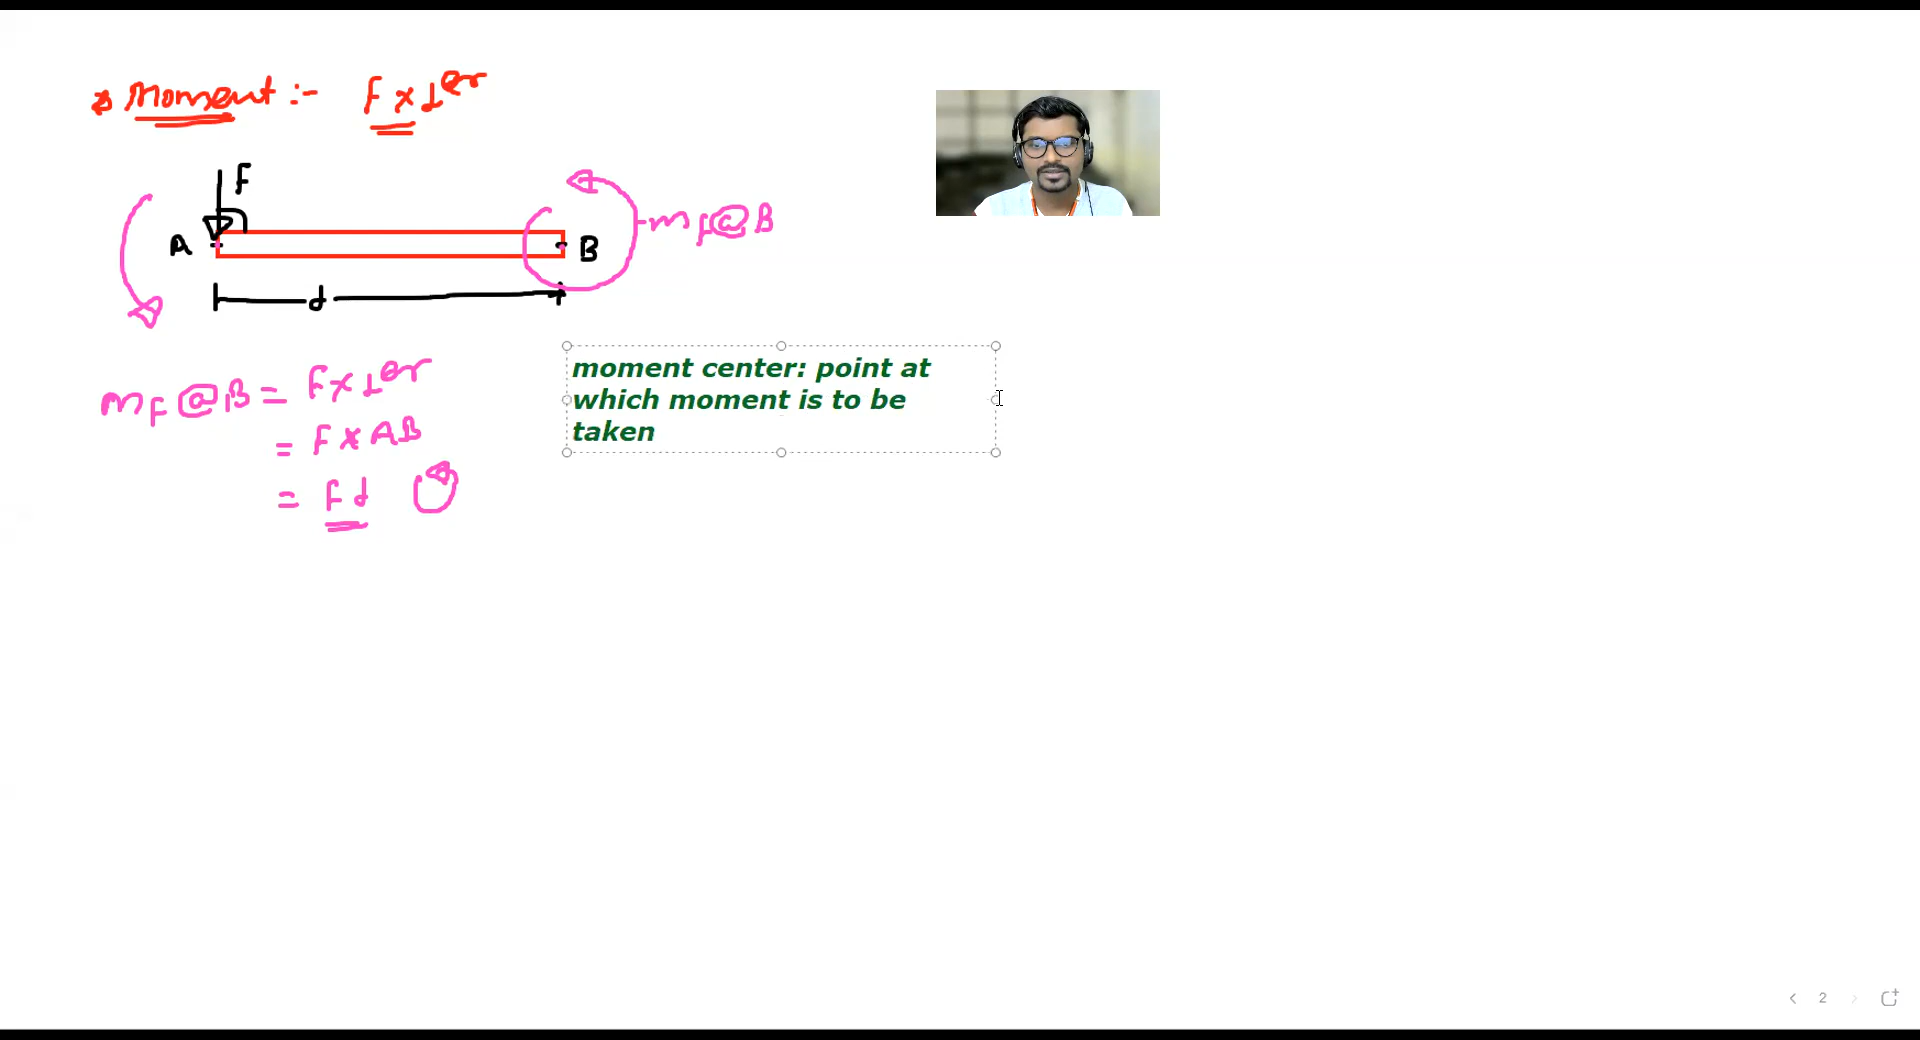 * Moment :- F x ⊥er
F
A
B
MF@B
d
MF@B = F x ⊥er
= F x AB
= Fd
moment center: point at
which moment is to be
taken
2